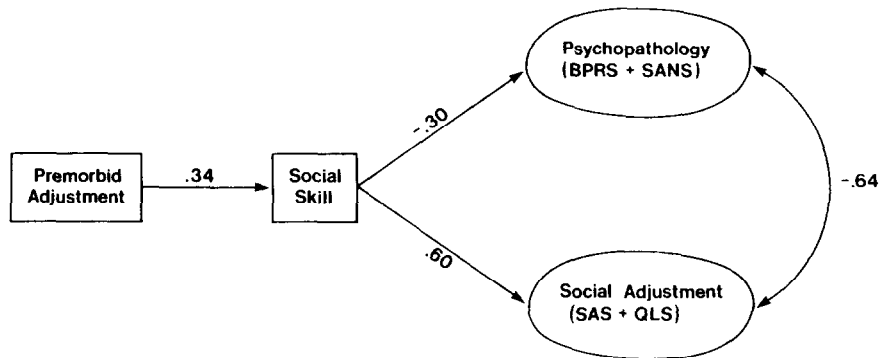 Psychopathology
(BPRS + SANS)
-.30
Premorbid
Adjustment
.34
Social
Skill
-.64
.60
Social Adjustment
(SAS + QLS)